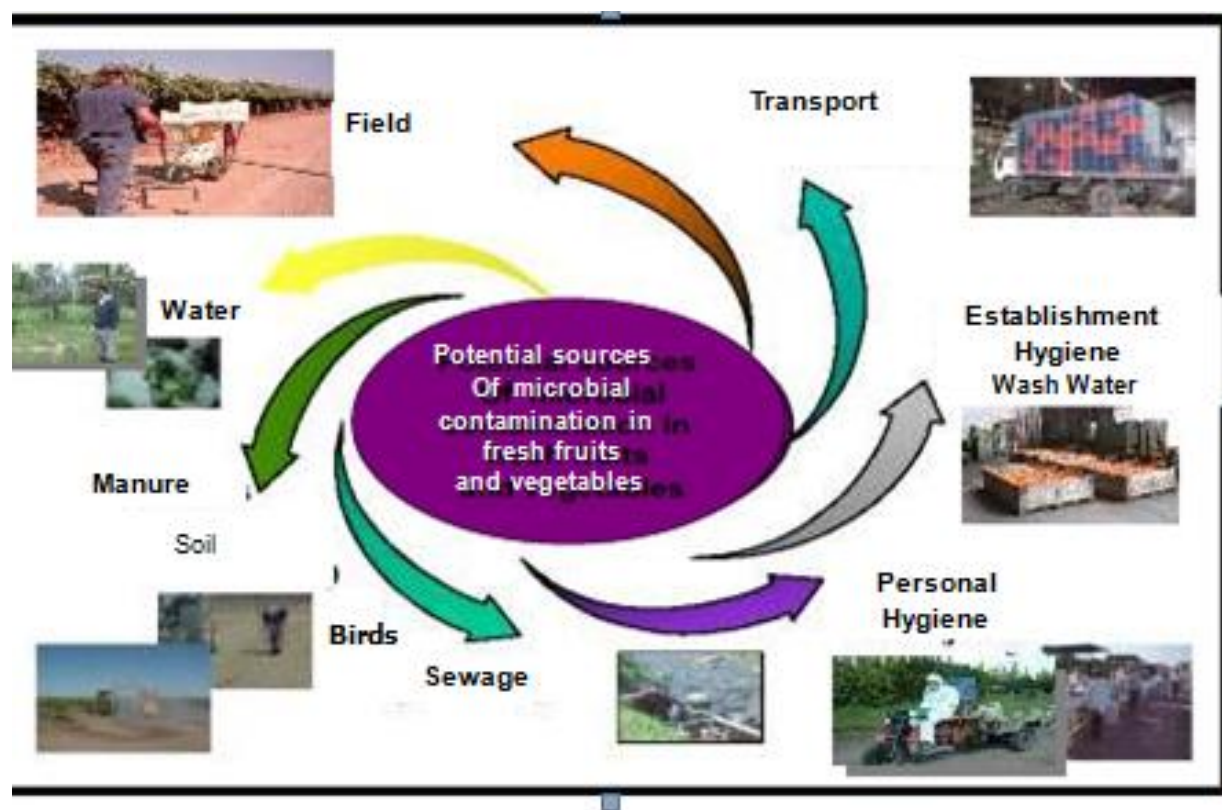 Field
Transport
Water
Establishment
Hygiene
Wash Water
Potential sources
Of microbial
contamination in
fresh fruits
and vegetables
Manure
Soil
Birds
Sewage
Personal
Hygiene